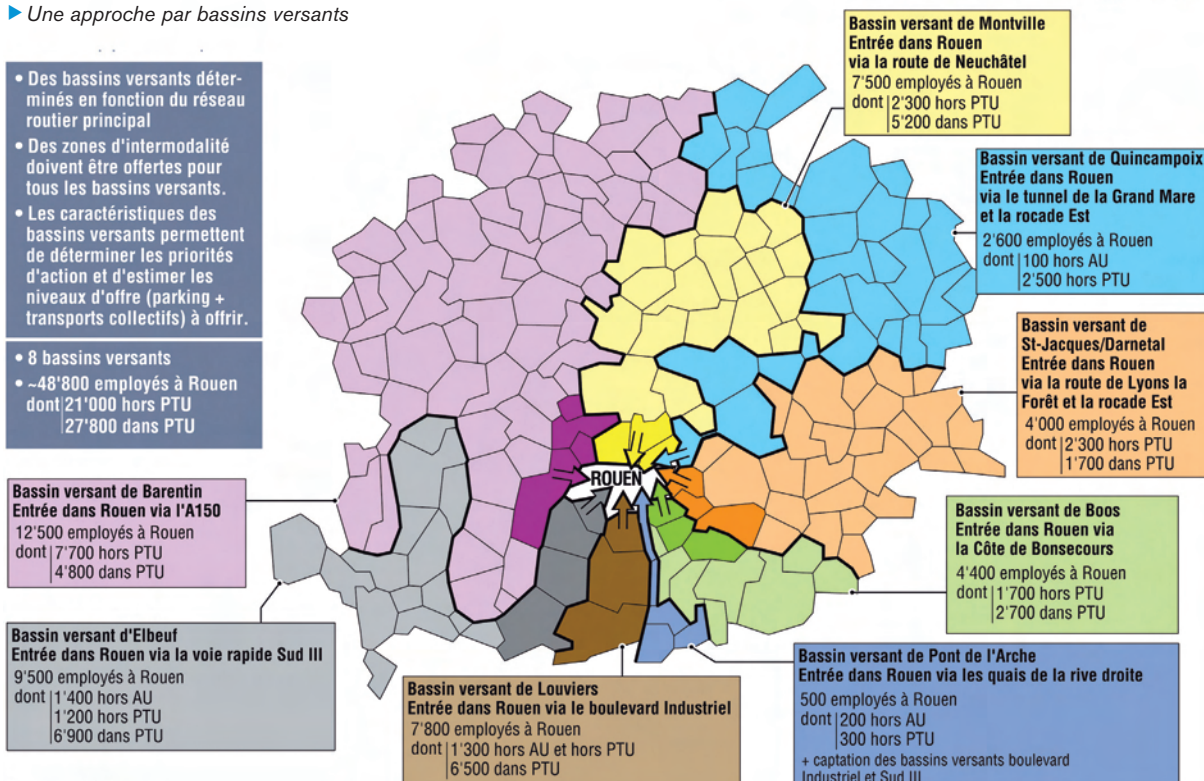 ▶ Une approche par bassins versants
• Des bassins versants déter-
minés en fonction du réseau
routier principal
• Des zones d'intermodalité
doivent être offertes pour
tous les bassins versants.
• Les caractéristiques des
bassins versants permettent
de déterminer les priorités
d'action et d'estimer les
niveaux d'offre (parking +
transports collectifs) à offrir.
• 8 bassins versants
• ~48'800 employés à Rouen
dont 21'000 hors PTU
27'800 dans PTU
Bassin versant de Montville
Entrée dans Rouen
via la route de Neuchâtel
7'500 employés à Rouen
dont 2'300 hors PTU
5'200 dans PTU
Bassin versant de Quincampoix
Entrée dans Rouen
via le tunnel de la Grand Mare
et la rocade Est
2'600 employés à Rouen
dont 100 hors AU
2'500 hors PTU
Bassin versant de
St-Jacques/Darnetal
Entrée dans Rouen
via la route de Lyons la
Forêt et la rocade Est
4'000 employés à Rouen
dont 2'300 hors PTU
1'700 dans PTU
ROUEN
Bassin versant de Barentin
Entrée dans Rouen via l'A150
12'500 employés à Rouen
dont 7'700 hors PTU
4'800 dans PTU
Bassin versant de Boos
Entrée dans Rouen via
la Côte de Bonsecours
4'400 employés à Rouen
dont 1'700 hors PTU
2'700 dans PTU
Bassin versant d'Elbeuf
Entrée dans Rouen via la voie rapide Sud III
9'500 employés à Rouen
dont 1'400 hors AU
1'200 hors PTU
6'900 dans PTU
Bassin versant de Louviers
Entrée dans Rouen via le boulevard Industriel
7'800 employés à Rouen
dont 1'300 hors AU et hors PTU
6'500 dans PTU
Bassin versant de Pont de l'Arche
Entrée dans Rouen via les quais de la rive droite
500 employés à Rouen
dont 200 hors AU
300 hors PTU
+ captation des bassins versants boulevard
Industriel et Sud III